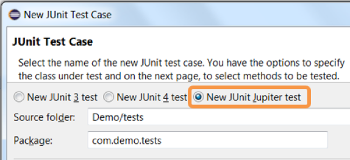 New JUnit Test Case
JUnit Test Case
Select the name of the new JUnit test case. You have the options to specify
the class under test and on the next page, to select methods to be tested.
New JUnit 3 test New JUnit 4 test New JUnit Jupiter test
Source folder: Demo/tests
Package: com.demo.tests